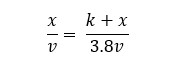 x/v = (k + x)/3.8v